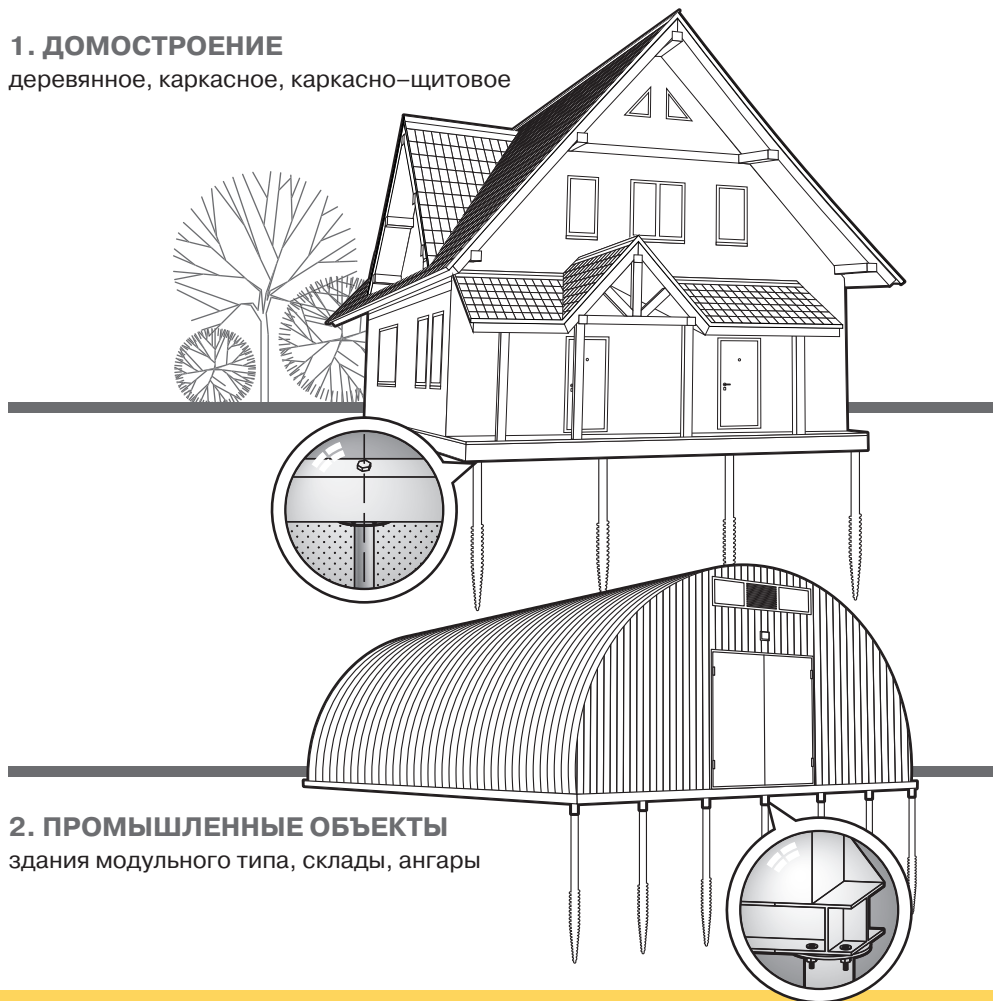 1. ДОМОСТРОЕНИЕ
деревянное, каркасное, каркасно–щитовое
2. ПРОМЫШЛЕННЫЕ ОБЪЕКТЫ
здания модульного типа, склады, ангары